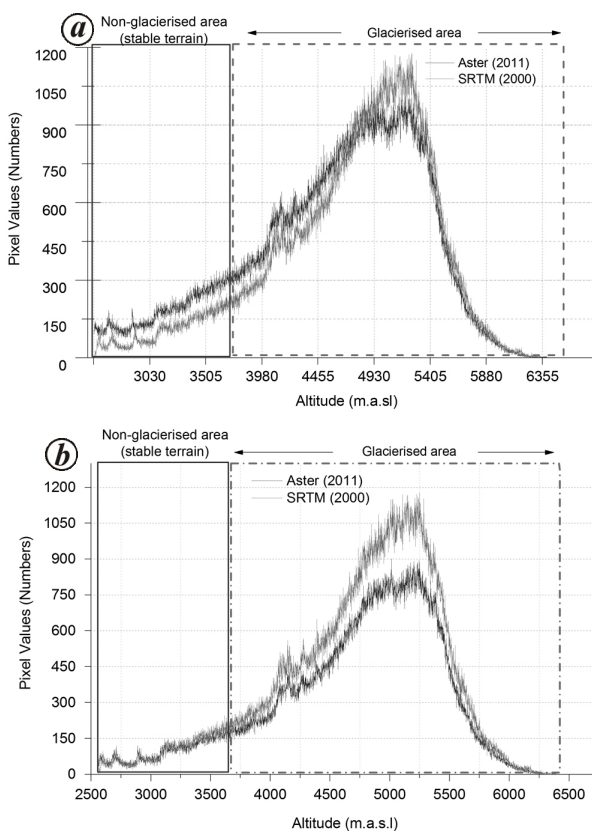 a
Non-glacierised area
(stable terrain)
Glacierised area
Aster (2011)
SRTM (2000)
Pixel Values (Numbers)
1200
1050
900
750
600
450
300
150
0
3030 3505 3980 4455 4930 5405 5880 6355
Altitude (m.a.sl)
b
Non-glacierised area
(stable terrain)
Glacierised area
Aster (2011)
SRTM (2000)
Pixel Values (Numbers)
1200
1050
900
750
600
450
300
150
0
2500 3000 3500 4000 4500 5000 5500 6000 6500
Altitude (m.a.s.l)